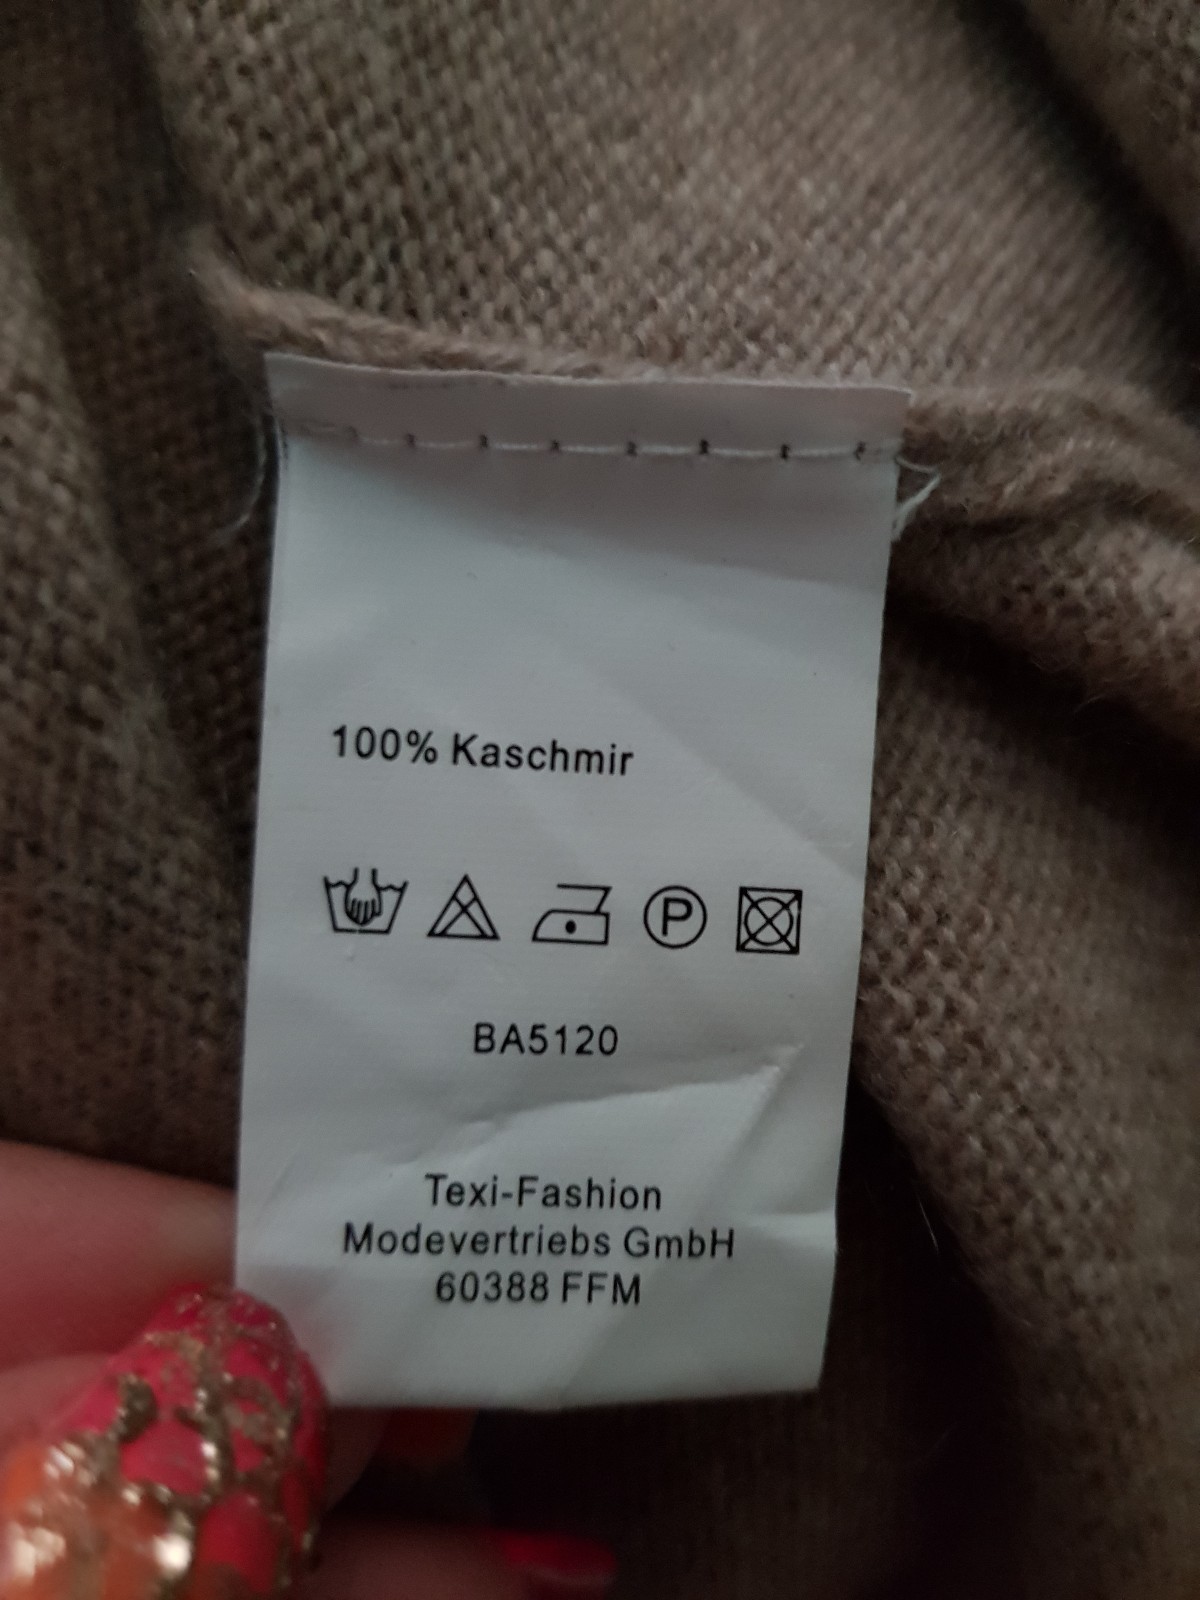 100% Kaschmir
P
BA5120
Texi-Fashion
Modevertriebs GmbH
60388 FFM